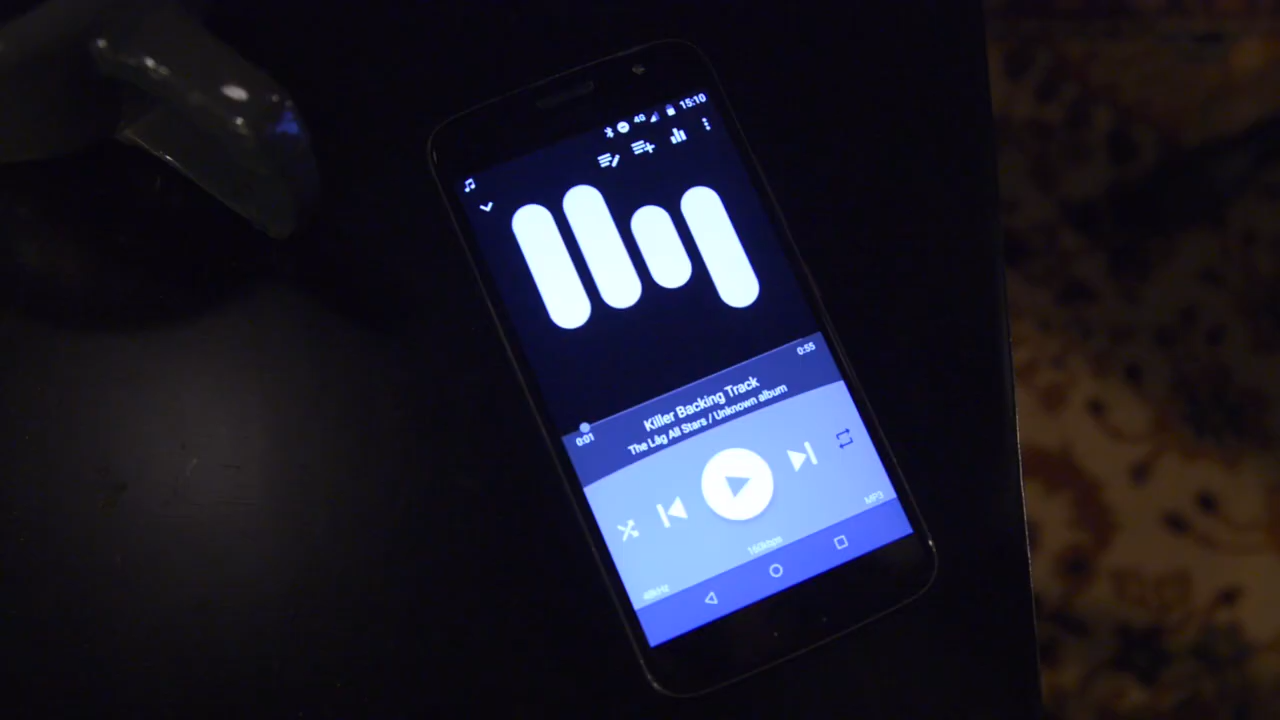 4G 15:10
0:55
Killer Backing Track
0:01
The Låg All Stars / Unknown album
MP3
160kbps
48kHz